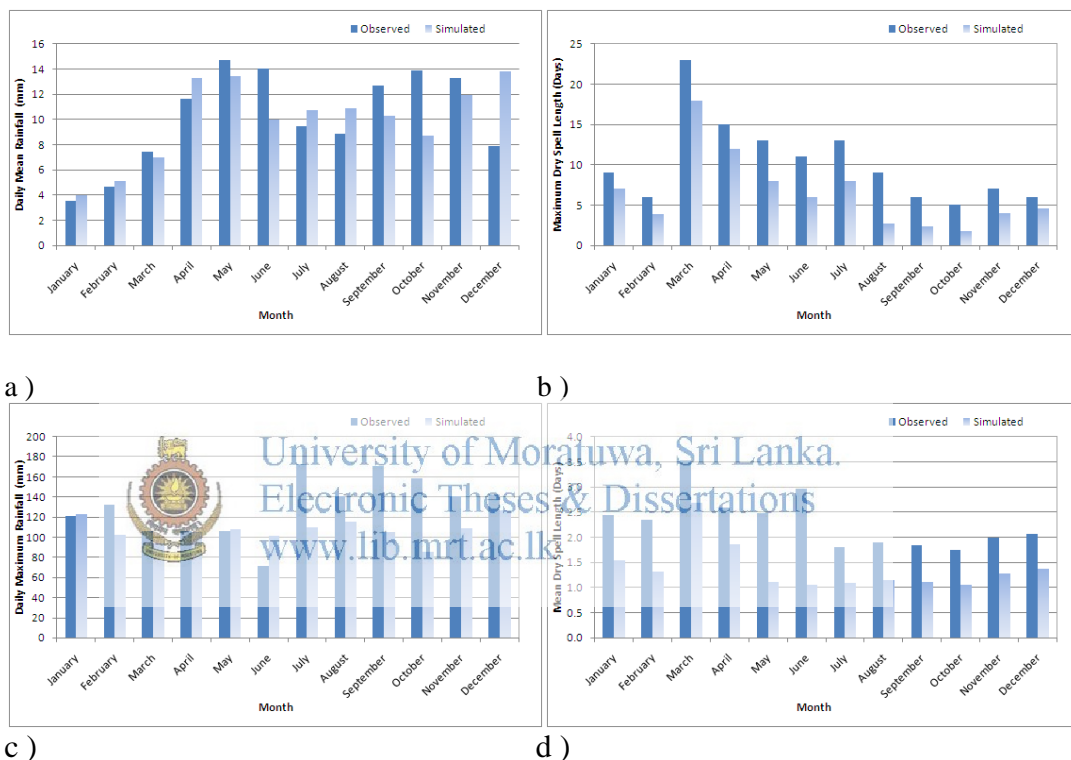 Observed Simulated
Daily Mean Rainfall (mm)
16
14
12
10
8
6
4
2
0
January February March April May June July August September October November December
Month
Observed Simulated
Maximum Dry Spell Length (Days)
25
20
15
10
5
0
January February March April May June July August September October November December
Month
a )
b )
Observed Simulated
Daily Maximum Rainfall (mm)
200
180
160
140
120
100
80
60
40
20
0
January February March April May June July August September October November December
Month
Observed Simulated
Mean Dry Spell Length (Days)
4.0
3.5
3.0
2.5
2.0
1.5
1.0
0.5
0.0
January February March April May June July August September October November December
Month
University of Moratuwa, Sri Lanka.
Electronic Theses & Dissertations
www.lib.mrt.ac.lk
c )
d )